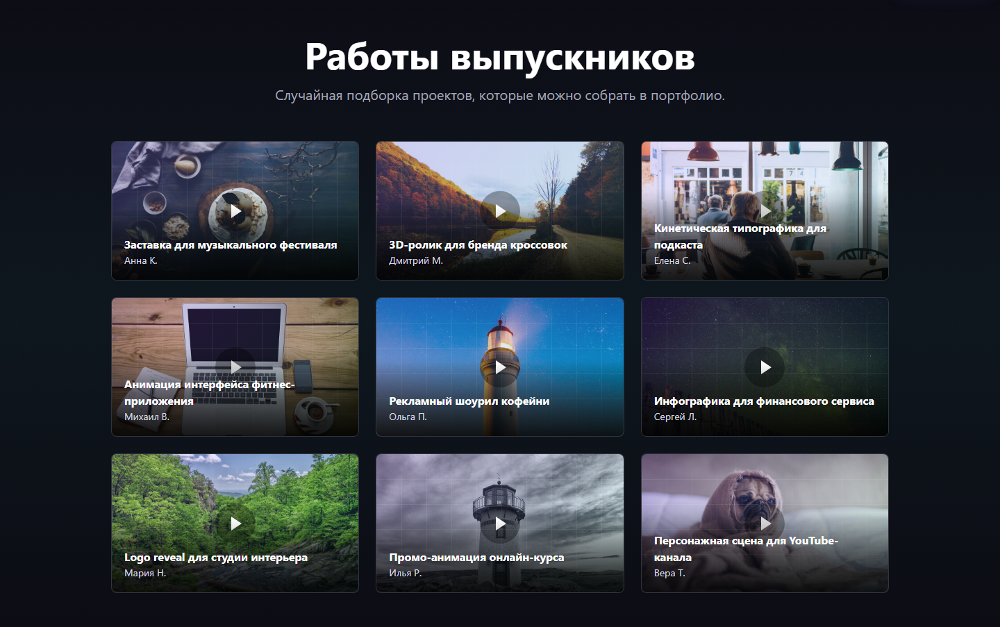 Работы выпускников
Случайная подборка проектов, которые можно собрать в портфолио.
Заставка для музыкального фестиваля
Анна К.
3D-ролик для бренда кроссовок
Дмитрий М.
Кинетическая типографика для
подкаста
Елена С.
Анимация интерфейса фитнес-
приложения
Михаил В.
Рекламный шоурил кофейни
Ольга П.
Инфографика для финансового сервиса
Сергей Л.
Logo reveal для студии интерьера
Мария Н.
Промо-анимация онлайн-курса
Илья Р.
Персонажная сцена для YouTube-
канала
Вера Т.